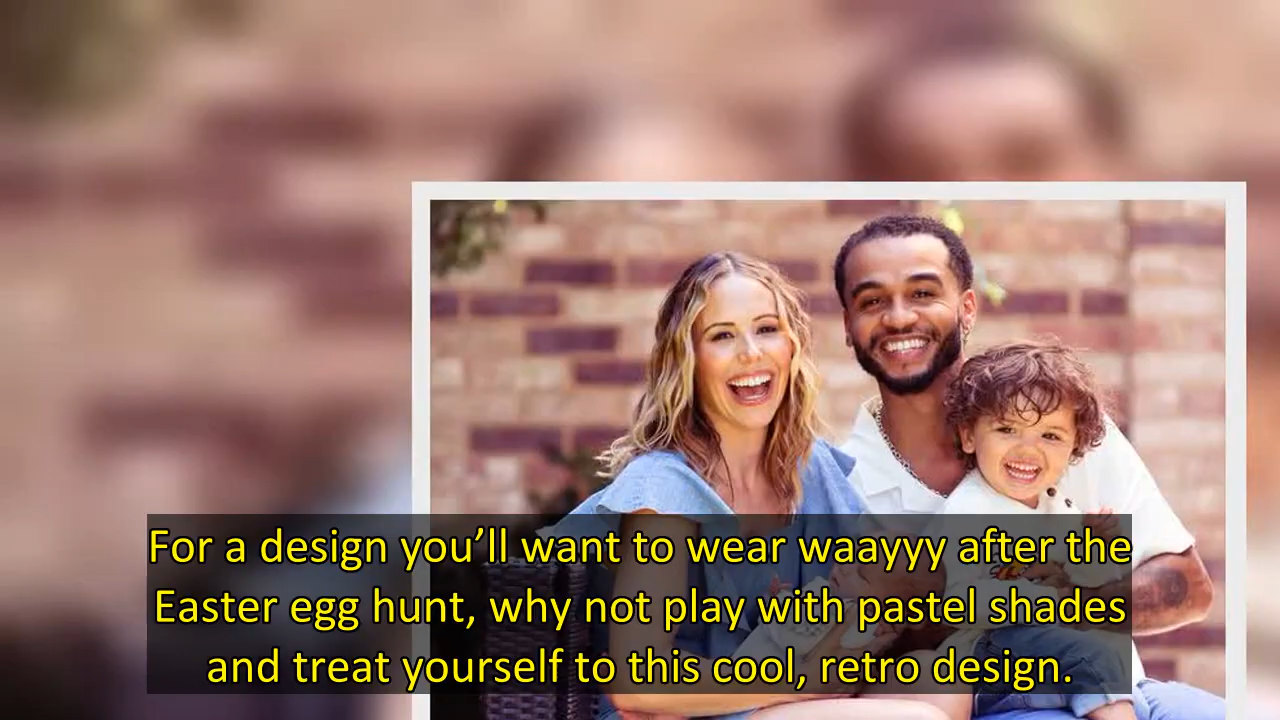 For a design you’ll want to wear waayyy after the
Easter egg hunt, why not play with pastel shades
and treat yourself to this cool, retro design.